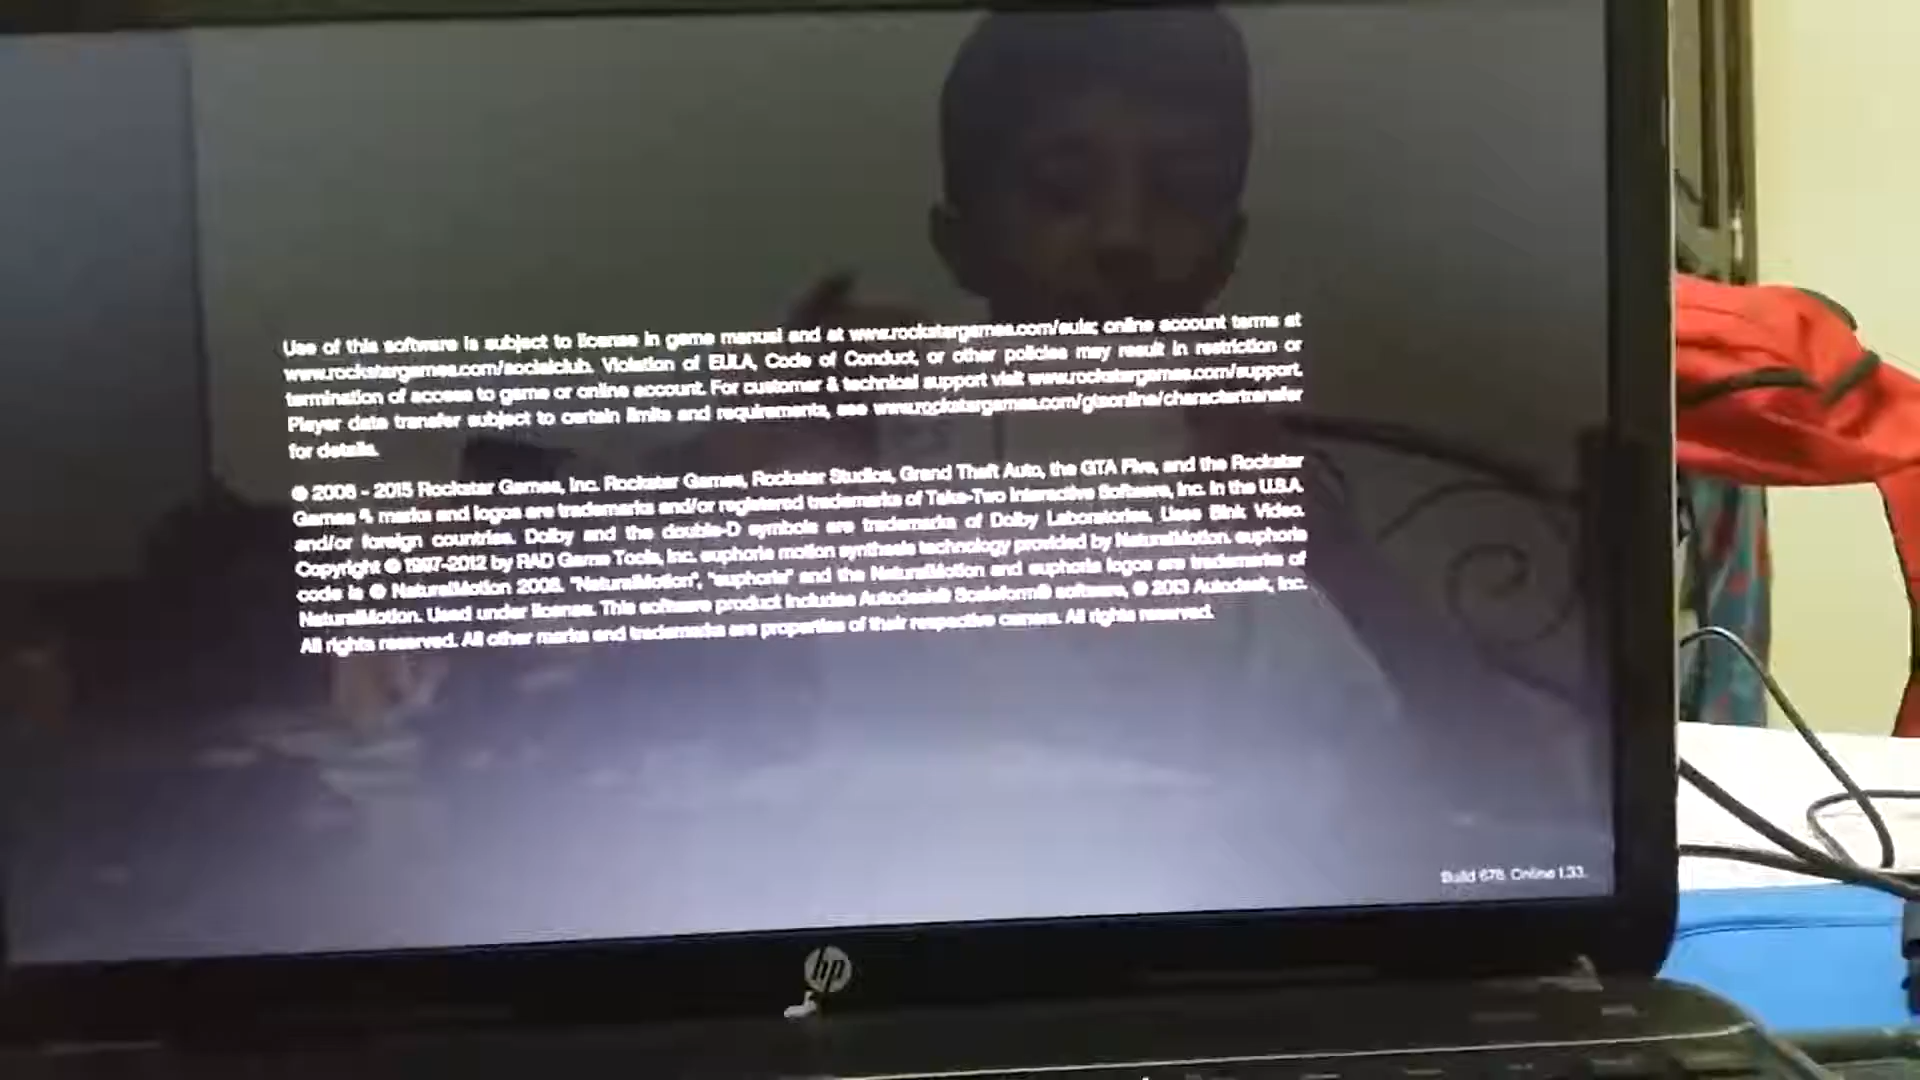 Use of this software is subject to license in game manual and at www.rockstargames.com/eula; online account terms at
www.rockstargames.com/socialclub. Violation of EULA, Code of Conduct, or other policies may result in restriction or
termination of access to game or online account. For customer & technical support visit www.rockstargames.com/support.
Player data transfer subject to certain limits and requirements, see www.rockstargames.com/gtaonline/charactertransfer
for details.
© 2008 - 2015 Rockstar Games, Inc. Rockstar Games, Rockstar Studios, Grand Theft Auto, the GTA Five, and the Rockstar
Games R* marks and logos are trademarks and/or registered trademarks of Take-Two Interactive Software, Inc. in the U.S.A.
and/or foreign countries. Dolby and the double-D symbols are trademarks of Dolby Laboratories. Uses Bink Video.
Copyright © 1997-2012 by RAD Game Tools, Inc. euphoria motion synthesis technology provided by NaturalMotion. euphoria
code is © NaturalMotion 2008. "NaturalMotion", "euphoria" and the NaturalMotion and euphoria logos are trademarks of
NaturalMotion. Used under license. This software product includes Autodesk® Scaleform® software, © 2013 Autodesk, Inc.
All rights reserved. All other marks and trademarks are properties of their respective owners. All rights reserved.
Build 678, Online 1.33.
hp